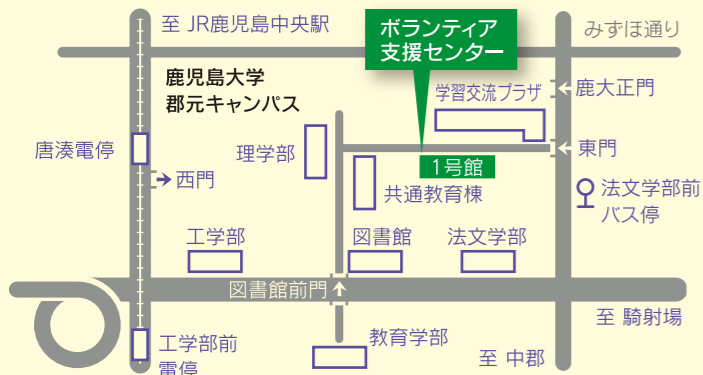 至 JR鹿児島中央駅
ボランティア
支援センター
みずほ通り
鹿児島大学
郡元キャンパス
学習交流プラザ
鹿大正門
唐湊電停
理学部
東門
西門
1号館
共通教育棟
法文学部前
バス停
工学部
図書館
法文学部
図書館前門
至 騎射場
工学部前
電停
教育学部
至 中郡